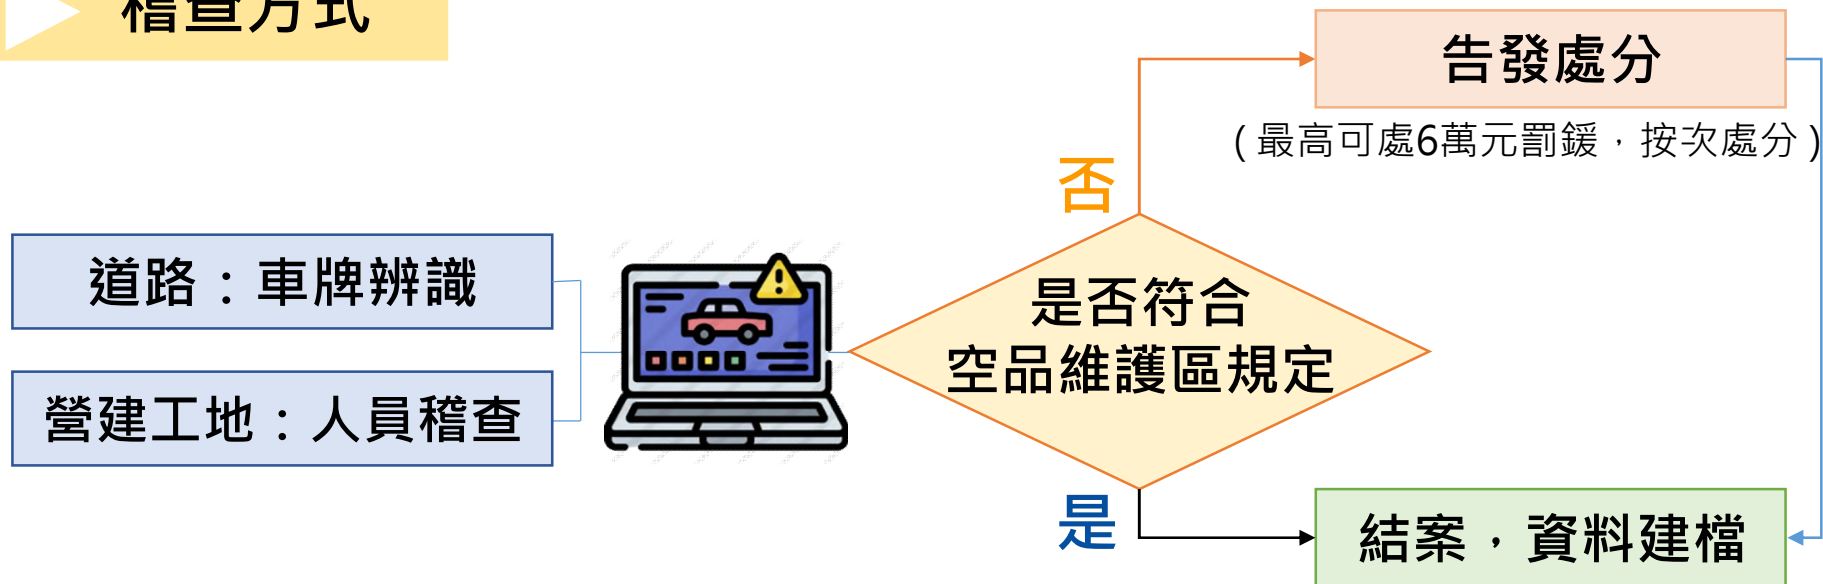 稽查方式
告發處分
(最高可處6萬元罰鍰，按次處分)
否
道路：車牌辨識
營建工地：人員稽查
是否符合
空品維護區規定
是
結案，資料建檔